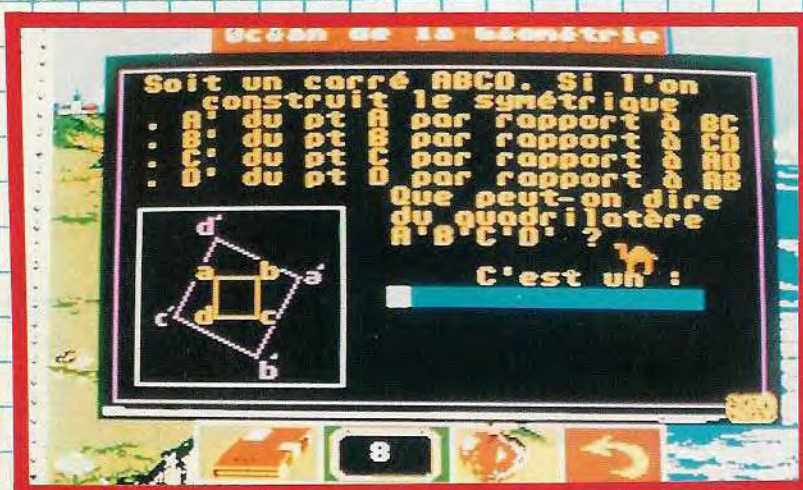 Océan de la Géométrie
Soit un carré ABCD. Si l'on
construit le symétrique
. A' du pt A par rapport à BC
. B' du pt B par rapport à CD
. C' du pt C par rapport à AD
. D' du pt D par rapport à AB
Que peut-on dire
du quadrilatère
A'B'C'D' ?
C'est un :
d'
a b a'
c' d c
b'
8